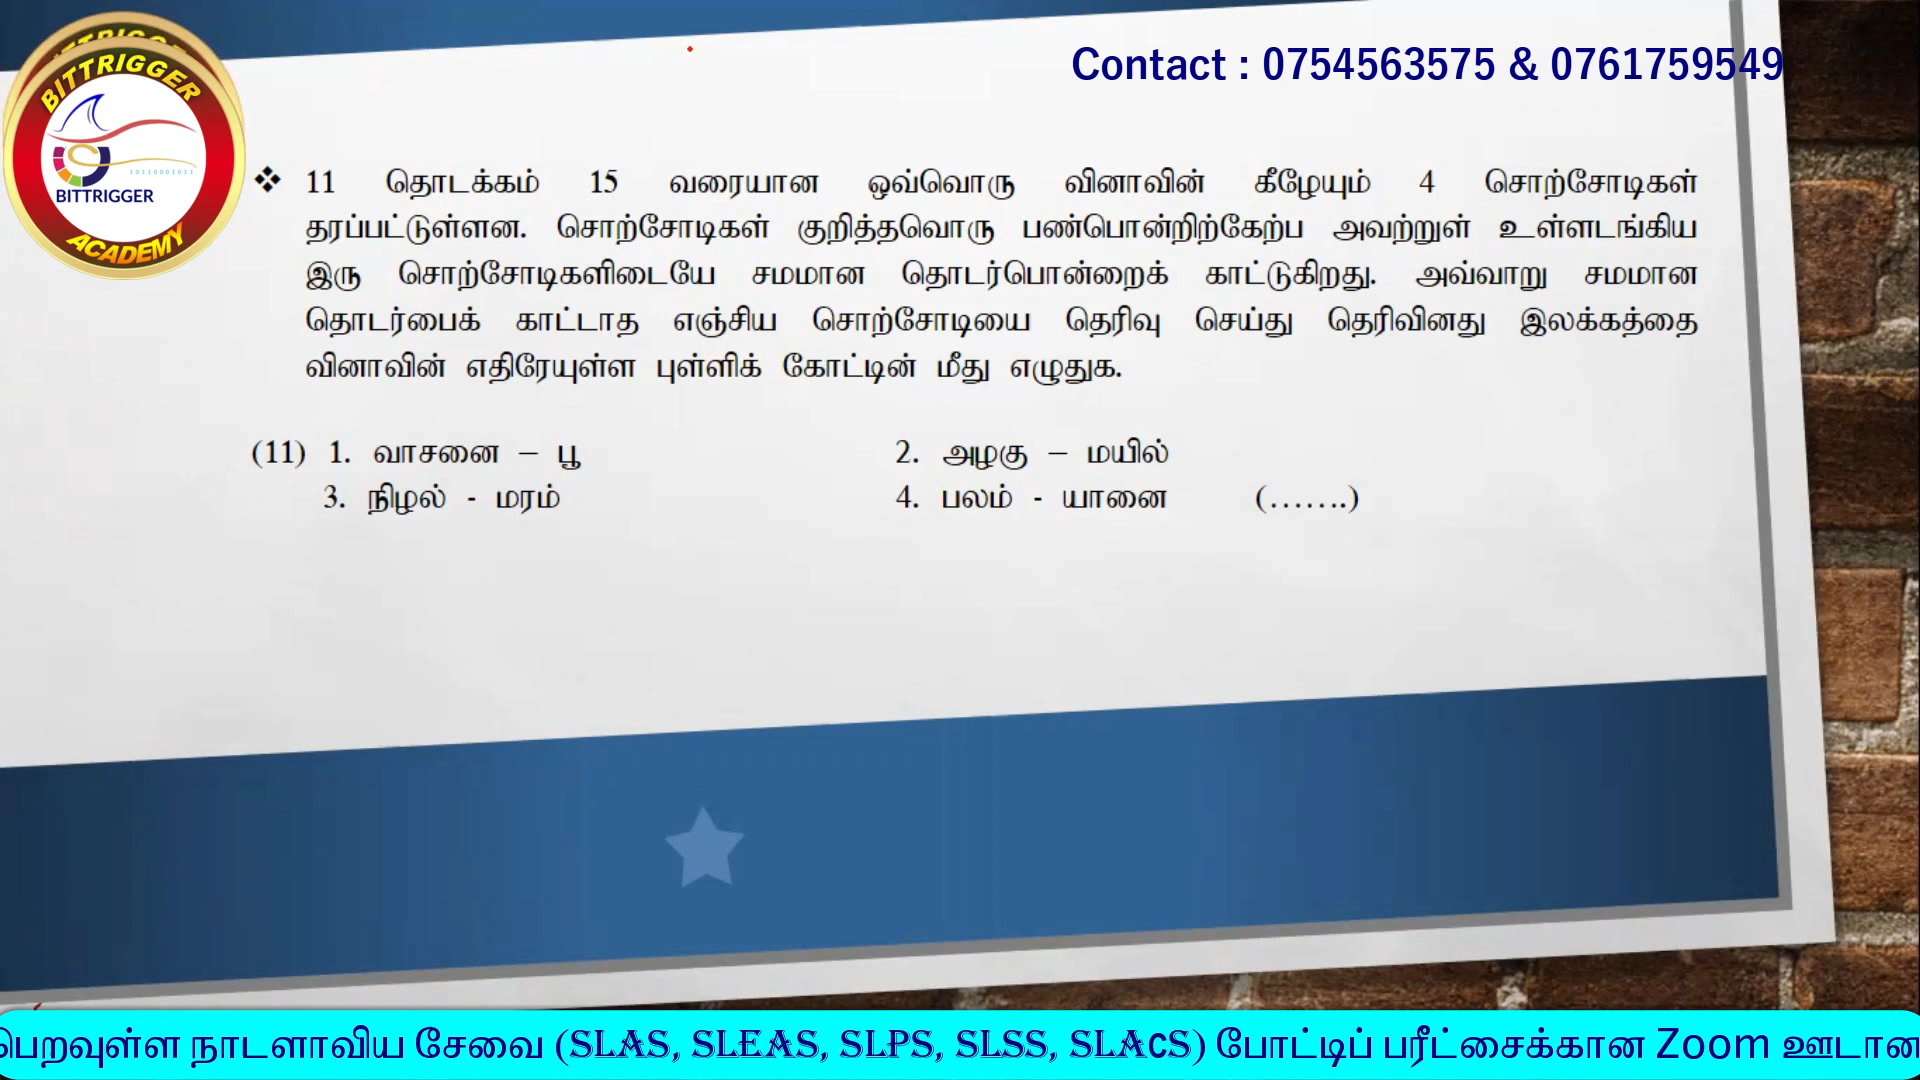 BITTRIGGER
BITTRIGGER
10110001011
BITTRIGGER
ACADEMY
Contact : 0754563575 & 0761759549
❖ 11 தொடக்கம் 15 வரையான ஒவ்வொரு வினாவின் கீழேயும் 4 சொற்சோடிகள்
தரப்பட்டுள்ளன. சொற்சோடிகள் குறித்தவொரு பண்பொன்றிற்கேற்ப அவற்றுள் உள்ளடங்கிய
இரு சொற்சோடிகளிடையே சமமான தொடர்பொன்றைக் காட்டுகிறது. அவ்வாறு சமமான
தொடர்பைக் காட்டாத எஞ்சிய சொற்சோடியை தெரிவு செய்து தெரிவினது இலக்கத்தை
வினாவின் எதிரேயுள்ள புள்ளிக் கோட்டின் மீது எழுதுக.
(11) 1. வாசனை – பூ 2. அழகு – மயில்
3. நிழல் - மரம் 4. பலம் - யானை (.......)
பெறவுள்ள நாடளாவிய சேவை (SLAS, SLEAS, SLPS, SLSS, SLAcS) போட்டிப் பரீட்சைக்கான Zoom ஊடான